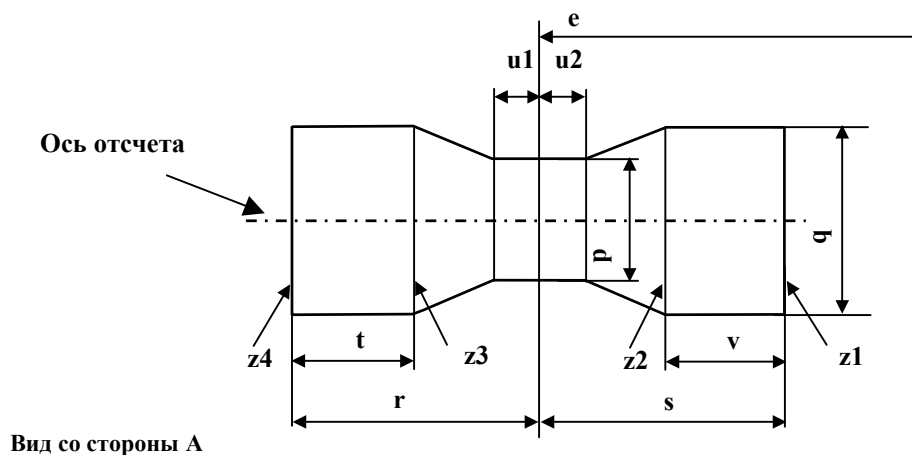 e
u1 u2
Ось отсчета
p
q
z4
t
z3
z2
v
z1
r
s
Вид со стороны А